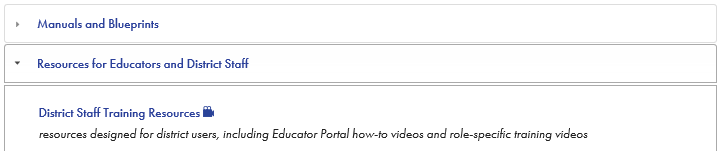 Manuals and Blueprints
Resources for Educators and District Staff
District Staff Training Resources
resources designed for district users, including Educator Portal how-to videos and role-specific training videos